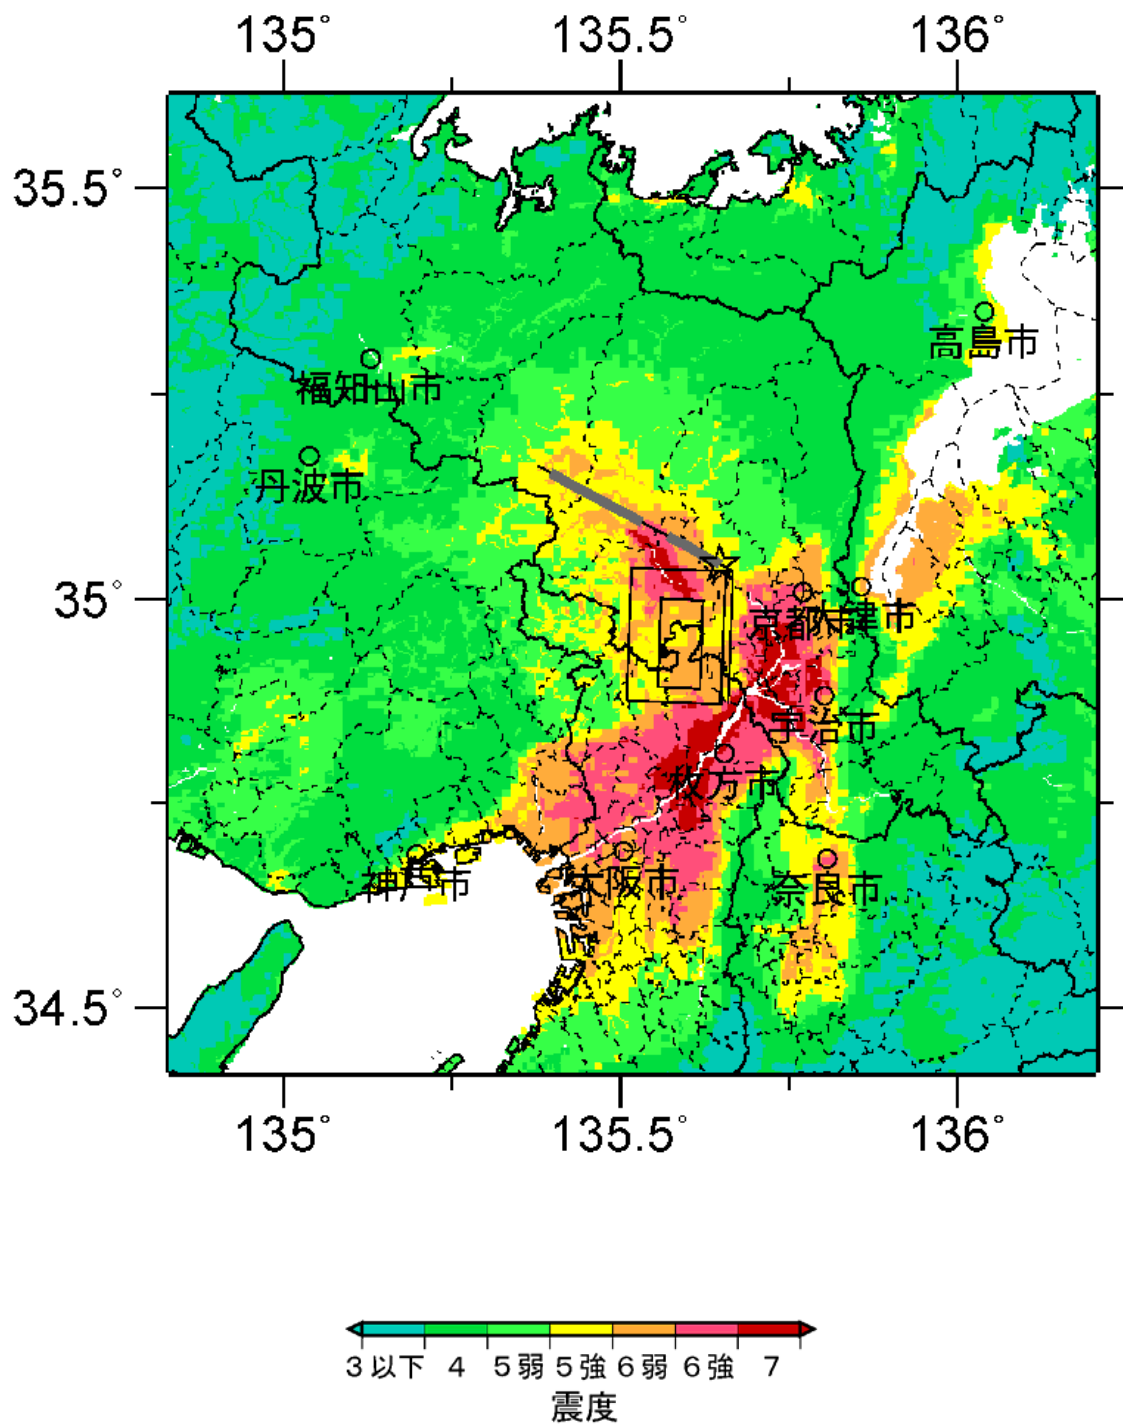 135° 135.5° 136°
35.5°
高島市
福知山市
丹波市
35°
京都市 大津市
宇治市
枚方市
神戸市 大阪市 奈良市
34.5°
135° 135.5° 136°
3以下 4 5弱 5強 6弱 6強 7
震度